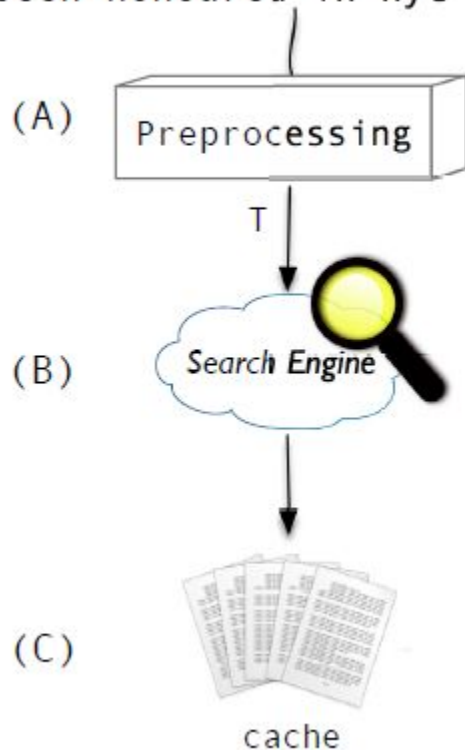 (A)
Preprocessing
T
(B)
Search Engine
(C)
cache